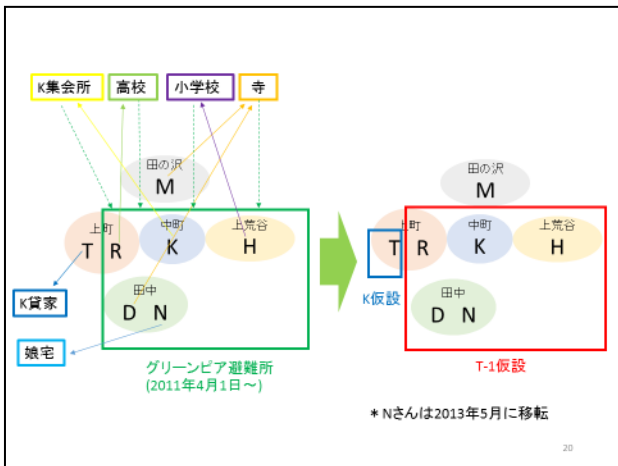 K集会所 高校 小学校 寺
田の沢
M
上町
T R
中町
K
上荒谷
H
田中
D N
K貸家
娘宅
グリーンピア避難所
(2011年4月1日～)
田の沢
M
上町
T R
中町
K
上荒谷
H
K仮設
田中
D N
T-1仮設
＊Nさんは2013年5月に移転
20